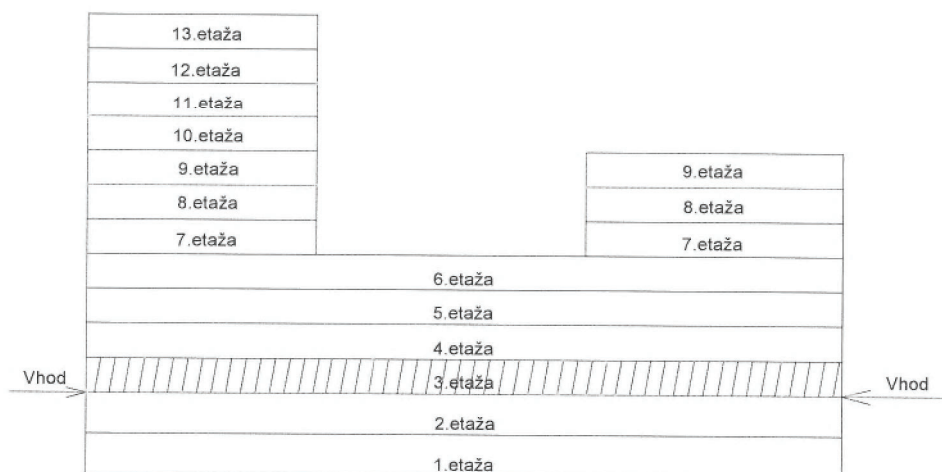 13.etaža
12.etaža
11.etaža
10.etaža
9.etaža
8.etaža
7.etaža
9.etaža
8.etaža
7.etaža
6.etaža
5.etaža
4.etaža
Vhod
3.etaža
Vhod
2.etaža
1.etaža